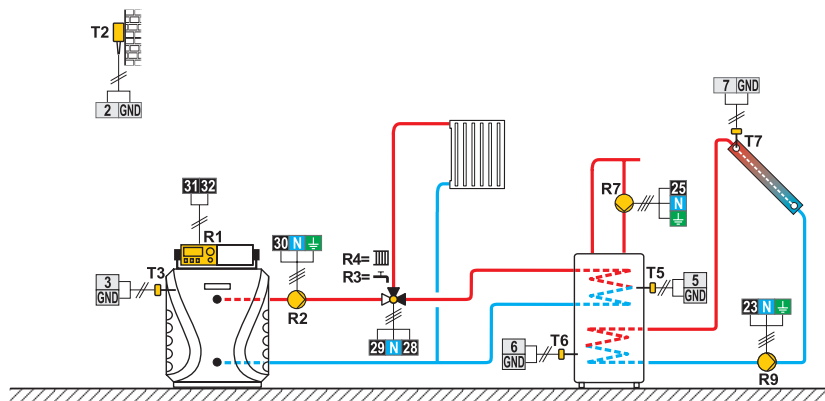 T2
2 GND
7 GND
T7
31 32
R1
R7
25
N
30 N
R4=
R3=
T3
3
GND
T5
5
GND
R2
29 N 28
6
GND
T6
23 N
R9